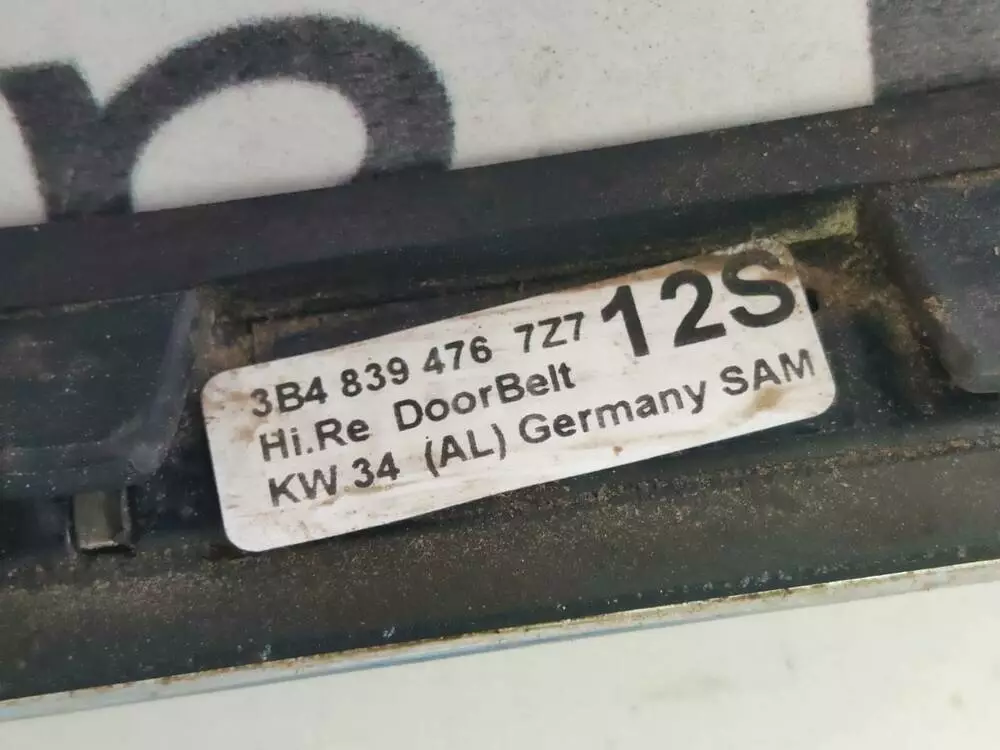 3B4 839 476 7Z7 12S
Hi.Re DoorBelt
KW 34 (AL) Germany SAM